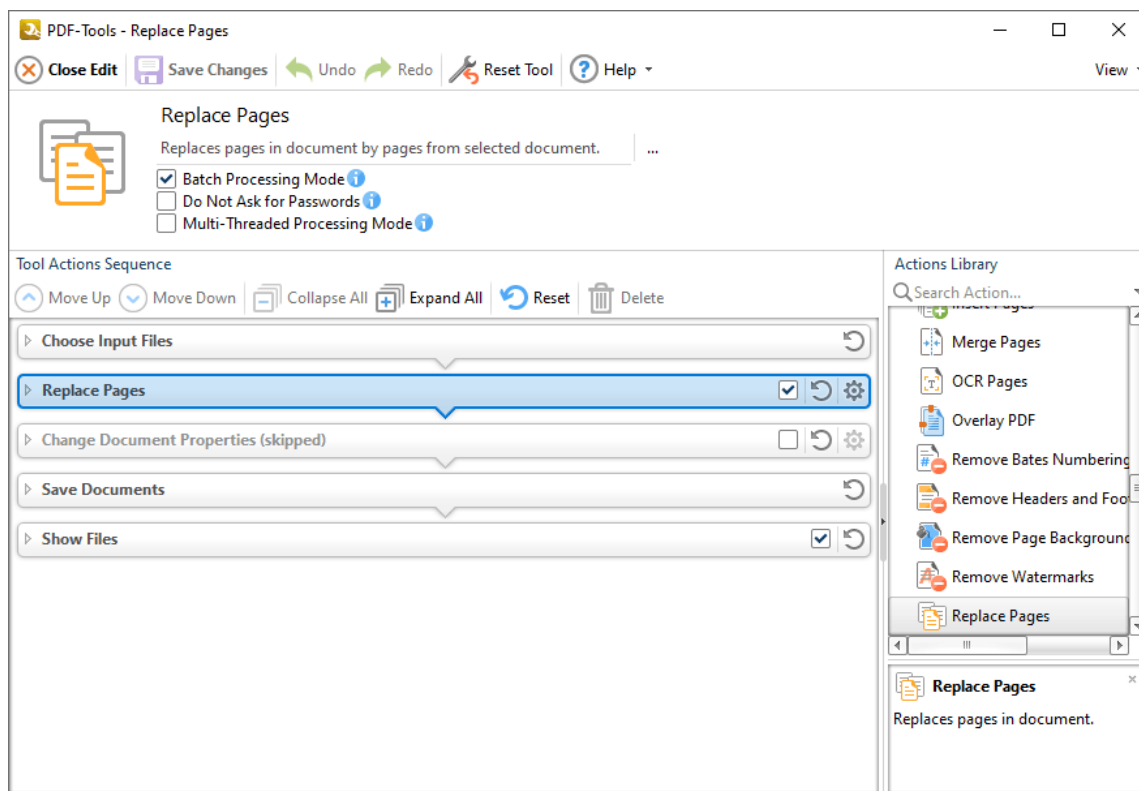 PDF-Tools - Replace Pages
Close Edit Save Changes Undo Redo Reset Tool Help View
Replace Pages
Replaces pages in document by pages from selected document. ...
Batch Processing Mode
Do Not Ask for Passwords
Multi-Threaded Processing Mode
Tool Actions Sequence
Move Up Move Down Collapse All Expand All Reset Delete
Choose Input Files
Replace Pages
Change Document Properties (skipped)
Save Documents
Show Files
Actions Library
Search Action...
Insert Pages
Merge Pages
OCR Pages
Overlay PDF
Remove Bates Numbering
Remove Headers and Foo
Remove Page Background
Remove Watermarks
Replace Pages
Replace Pages
Replaces pages in document.